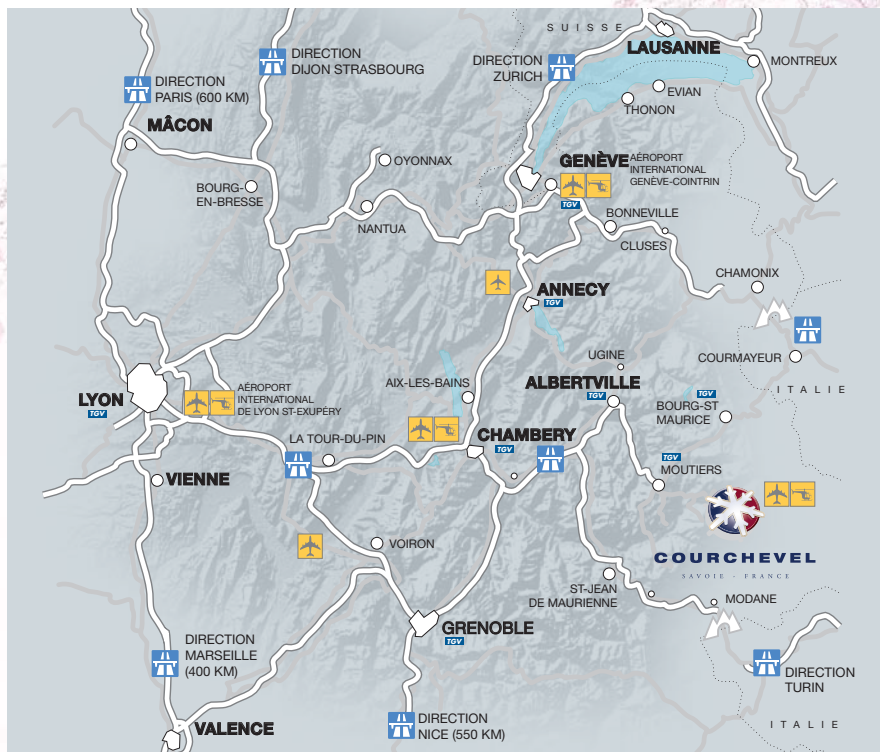 SUISSE
LAUSANNE
DIRECTION
DIJON STRASBOURG
DIRECTION
ZURICH
MONTREUX
DIRECTION
PARIS (600 KM)
EVIAN
THONON
MÂCON
OYONNAX
GENÈVE
AÉROPORT
INTERNATIONAL
GENÈVE-COINTRIN
TGV
BOURG-
EN-BRESSE
NANTUA
BONNEVILLE
CLUSES
CHAMONIX
ANNECY
TGV
COURMAYEUR
UGINE
ITALIE
AIX-LES-BAINS
ALBERTVILLE
TGV
TGV
BOURG-ST
MAURICE
LYON
TGV
AÉROPORT
INTERNATIONAL
DE LYON ST-EXUPÉRY
LA TOUR-DU-PIN
CHAMBERY
TGV
TGV
MOUTIERS
VIENNE
VOIRON
COURCHEVEL
SAVOIE - FRANCE
ST-JEAN
DE MAURIENNE
MODANE
GRENOBLE
TGV
DIRECTION
MARSEILLE
(400 KM)
DIRECTION
TURIN
VALENCE
DIRECTION
NICE (550 KM)
ITALIE